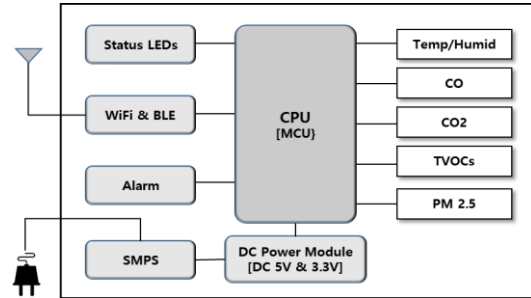 Status LEDs
WiFi & BLE
Alarm
SMPS
CPU
[MCU}
DC Power Module
[DC 5V & 3.3V]
Temp/Humid
CO
CO2
TVOCs
PM 2.5